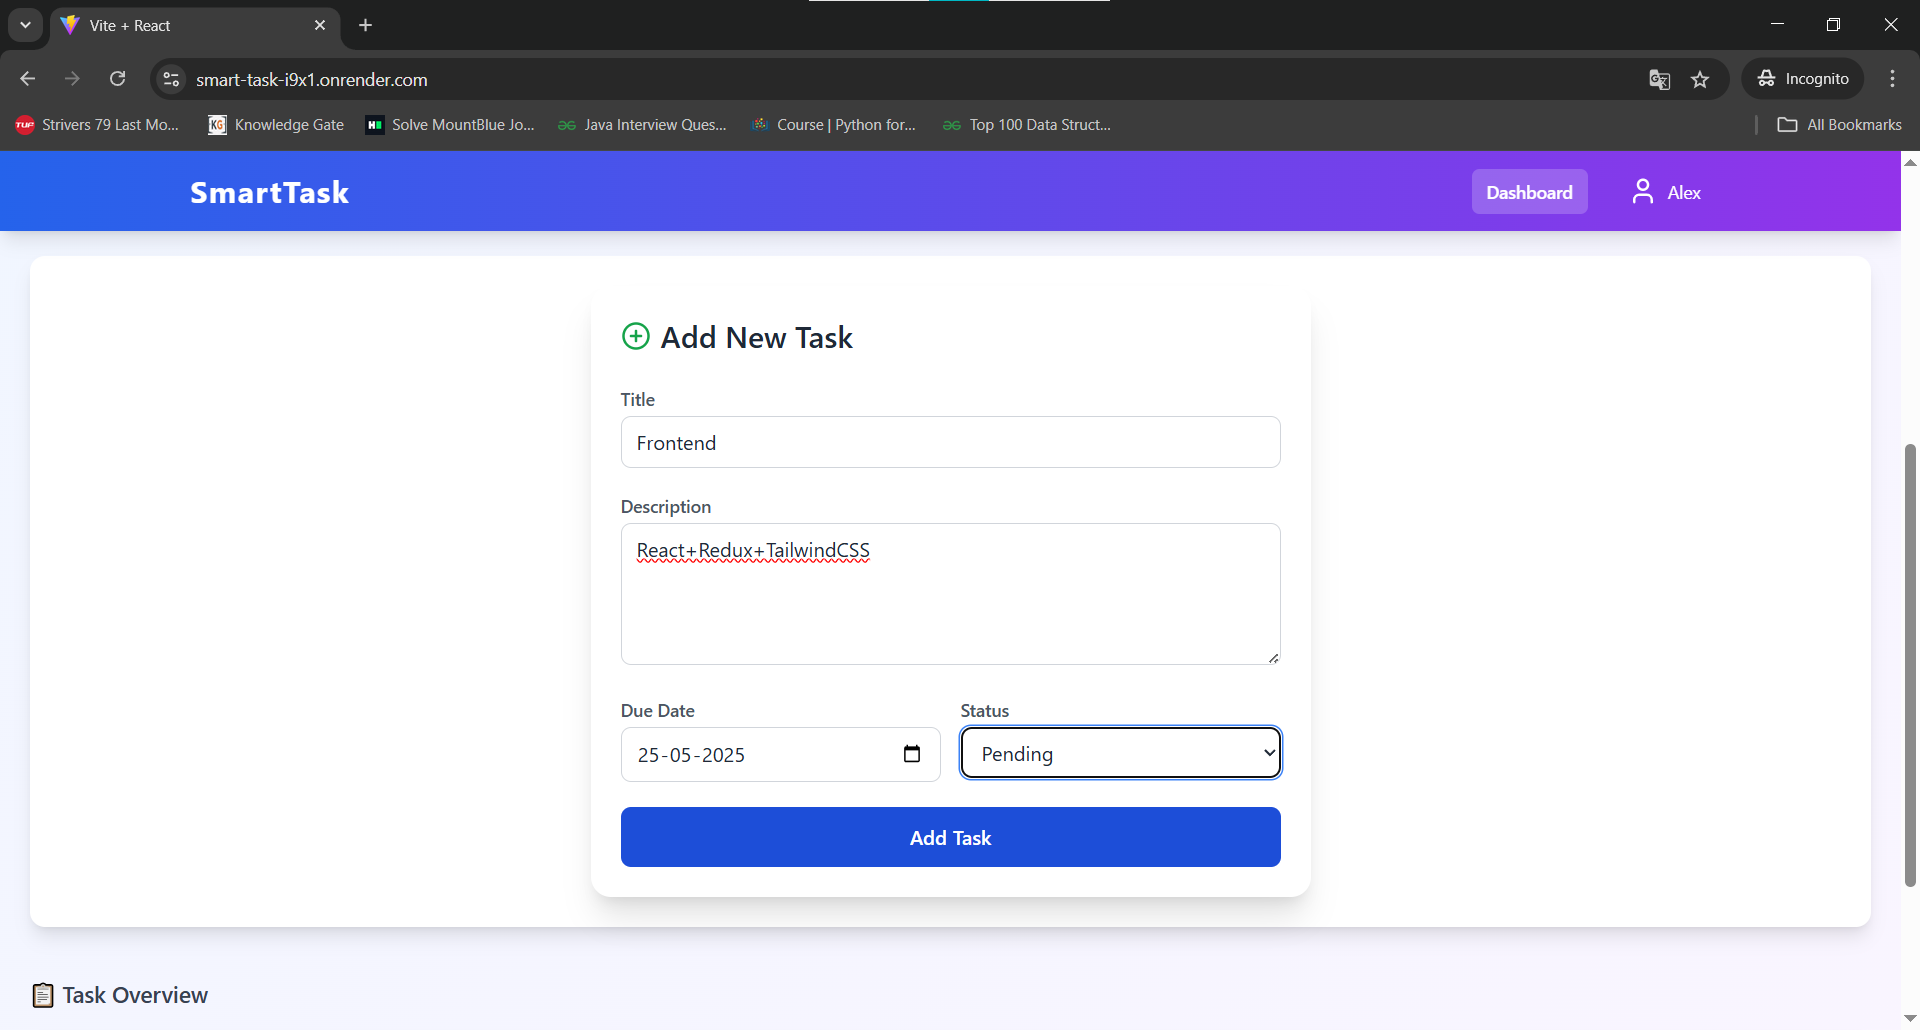 Vite + React
smart-task-i9x1.onrender.com
Incognito
Strivers 79 Last Mo...
Knowledge Gate
Solve MountBlue Jo...
Java Interview Ques...
Course | Python for...
Top 100 Data Struct...
All Bookmarks
SmartTask
Dashboard
Alex
Add New Task
Title
Frontend
Description
React+Redux+TailwindCSS
Due Date
Status
25-05-2025
Pending
Add Task
Task Overview